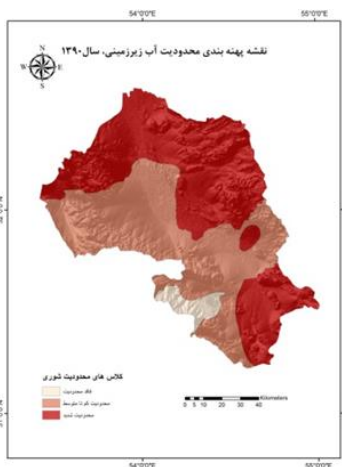 54°0'0"E
55°0'0"E
نقشه پهنه بندی محدودیت آب زیرزمینی، سال ۱۳۹۰
N
W
E
S
کلاس های محدودیت شوری
فاقد محدودیت
محدودیت کم تا متوسط
محدودیت شدید
Kilometers
0 5 10 20 30 40
54°0'0"E
55°0'0"E